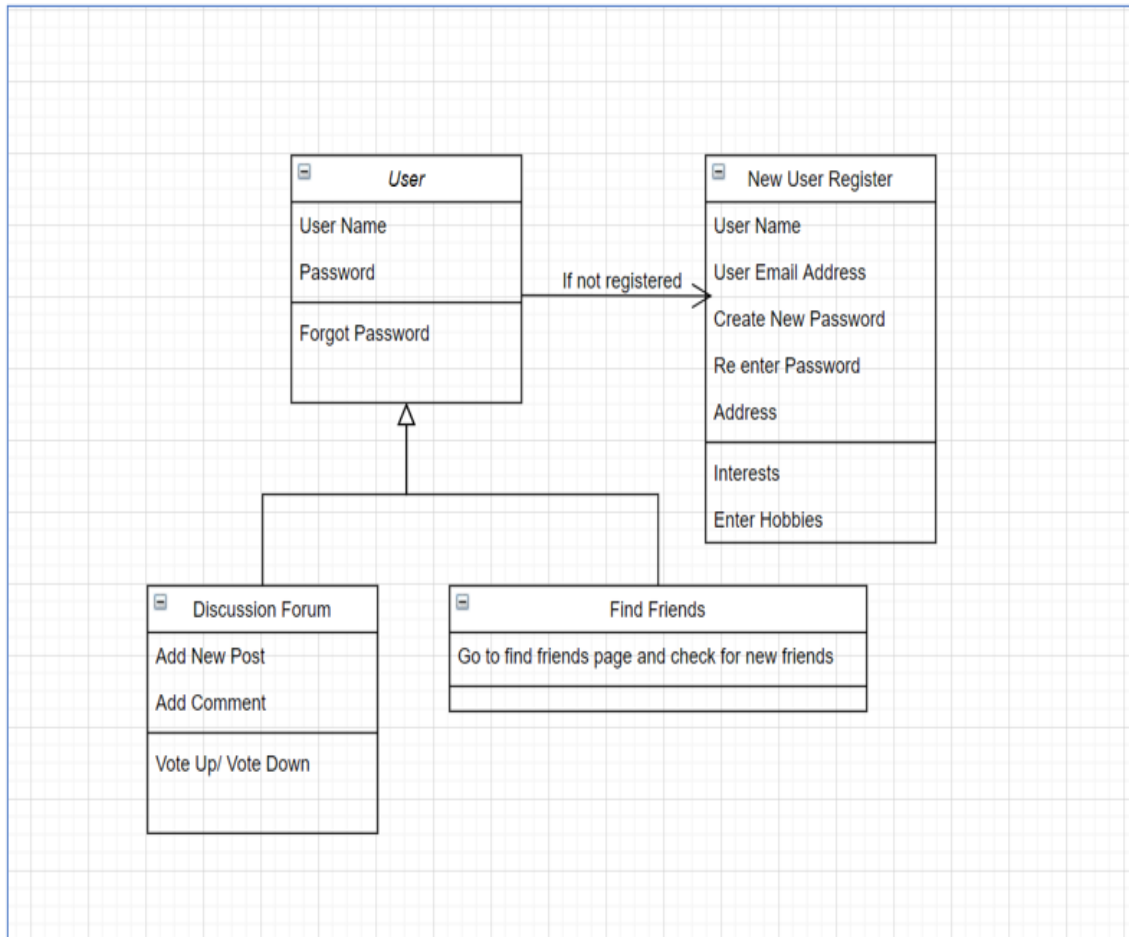 User
User Name
Password
Forgot Password
If not registered
New User Register
User Name
User Email Address
Create New Password
Re enter Password
Address
Interests
Enter Hobbies
Discussion Forum
Add New Post
Add Comment
Vote Up/ Vote Down
Find Friends
Go to find friends page and check for new friends